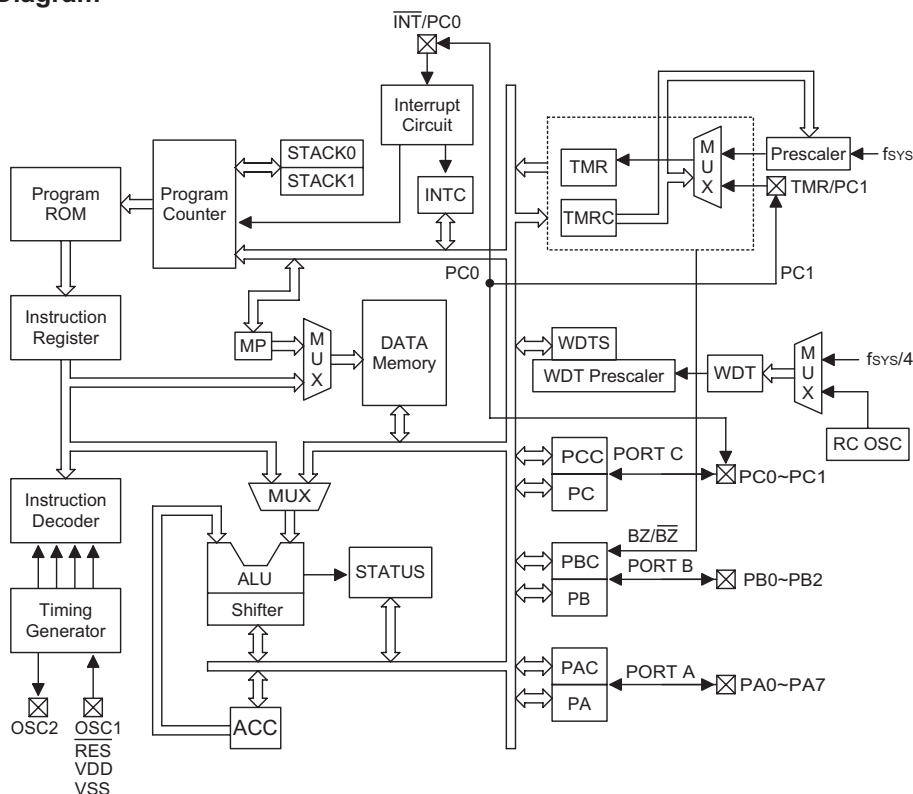 Diagram
INT/PC0
Interrupt
Circuit
STACK0
STACK1
INTC
Program
ROM
Program
Counter
TMR
TMRC
MUX
Prescaler
fSYS
TMR/PC1
PC0
PC1
Instruction
Register
MP
MUX
DATA
Memory
WDTS
WDT Prescaler
WDT
MUX
fSYS/4
RC OSC
PCC
PC
PORT C
PC0~PC1
MUX
Instruction
Decoder
ALU
Shifter
STATUS
BZ/BZ
PBC
PB
PORT B
PB0~PB2
Timing
Generator
PAC
PA
PORT A
PA0~PA7
ACC
OSC2
OSC1
RES
VDD
VSS